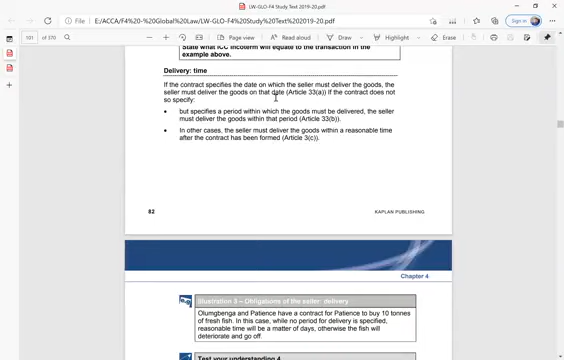 LW-GLO-F4 Study Text 2019-20.pdf
File
E:/ACCA/F4%20-%20Global%20Law/LW-GLO-F4%20Study%20Text%202019-20.pdf
Sign in
101 of 370
Page view
Read aloud
Draw
Highlight
Erase
State what ICC Incoterm will equate to the transaction in the
example above.
Delivery: time
If the contract specifies the date on which the seller must deliver the goods, the
seller must deliver the goods on that date (Article 33(a)) If the contract does not
so specify:
• but specifies a period within which the goods must be delivered, the seller
must deliver the goods within that period (Article 33(b)).
• In other cases, the seller must deliver the goods within a reasonable time
after the contract has been formed (Article 3(c)).
82
KAPLAN PUBLISHING
Chapter 4
Illustration 5 – Obligations of the seller: delivery
Olumgbenga and Patience have a contract for Patience to buy 10 tonnes
of fresh fish. In this case, while no period for delivery is specified,
reasonable time will be a matter of days, otherwise the fish will
deteriorate and go off.
Test your understanding 4